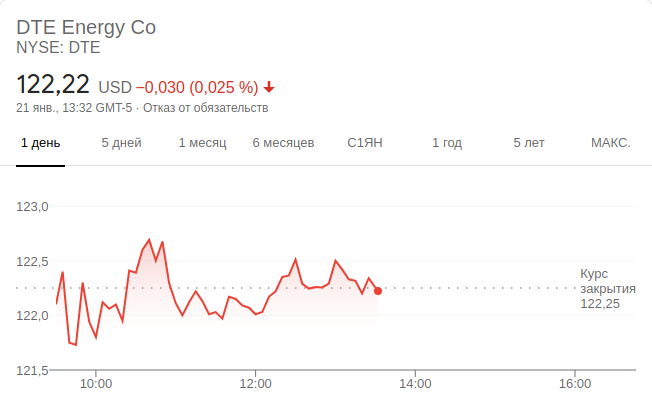 DTE Energy Co
NYSE: DTE
122,22 USD −0,030 (0,025 %)
21 янв., 13:32 GMT-5 · Отказ от обязательств
1 день 5 дней 1 месяц 6 месяцев С1ЯН 1 год 5 лет МАКС.
123,0
122,5
Курс
закрытия
122,25
122,0
121,5
10:00 12:00 14:00 16:00